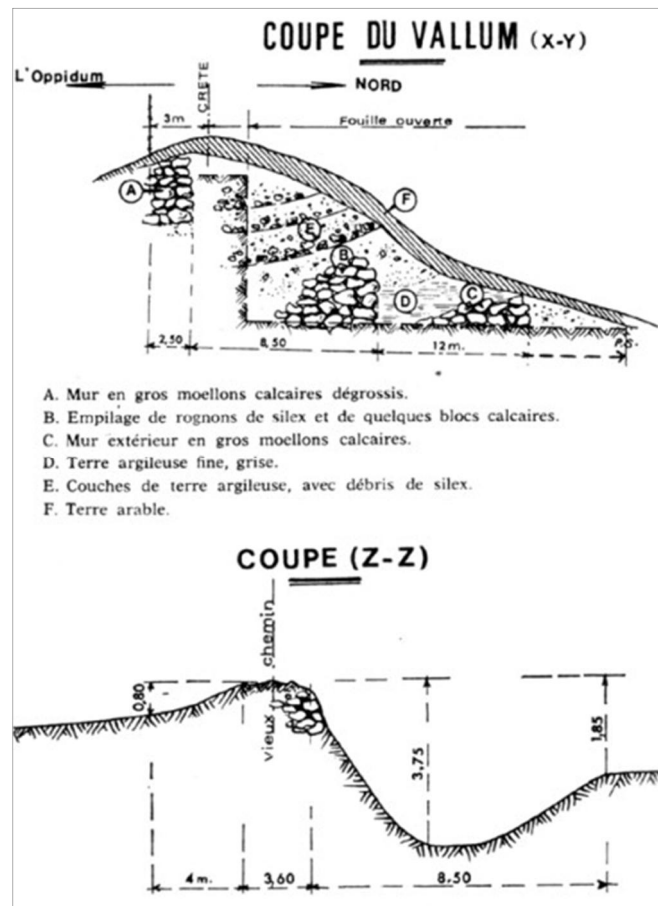 COUPE DU VALLUM (X-Y)
L'Oppidum
CRETE
NORD
3m
Fouille ouverte
A
F
E
B
C
D
2,50
8,50
12m.
P.S.
A. Mur en gros moellons calcaires dégrossis.
B. Empilage de rognons de silex et de quelques blocs calcaires.
C. Mur extérieur en gros moellons calcaires.
D. Terre argileuse fine, grise.
E. Couches de terre argileuse, avec débris de silex.
F. Terre arable.
COUPE (Z-Z)
vieux chemin
0,80
3,75
1,85
4m.
3,60
8,50